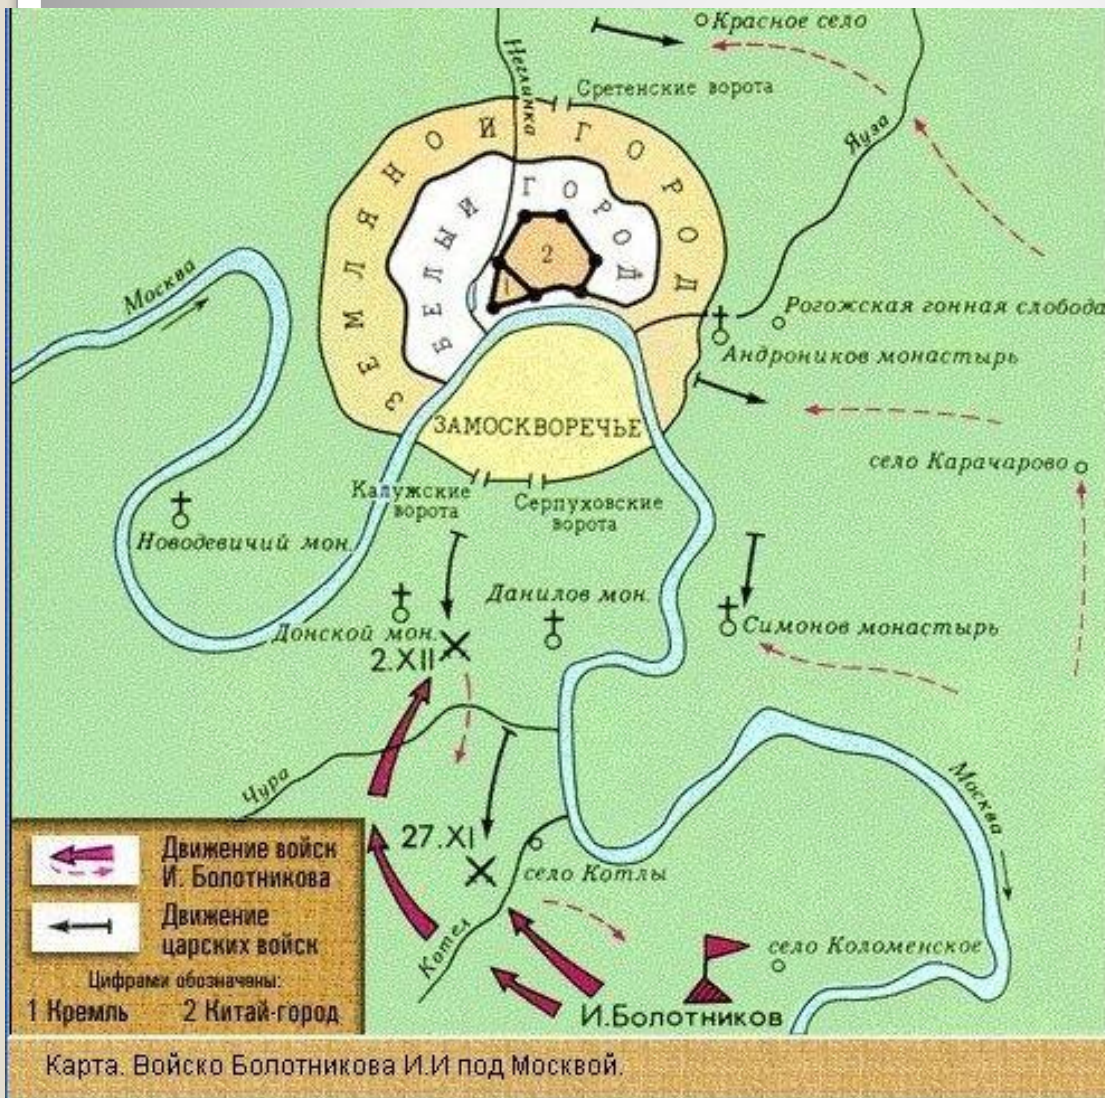 Красное село
Неглинка
Сретенские ворота
Яуза
ЗЕМЛЯНОЙ ГОРОД
БЕЛЫЙ ГОРОД
2
1
Москва
Рогожская гонная слобода
Андроников монастырь
ЗАМОСКВОРЕЧЬЕ
село Карачарово
Калужские
ворота
Серпуховские
ворота
Новодевичий мон.
Данилов мон.
Донской мон.
Симонов монастырь
2.XII
Чура
Москва
27.XI
село Котлы
Котел
село Коломенское
И.Болотников
Движение войск
И. Болотникова
Движение
царских войск
Цифрами обозначены:
1 Кремль 2 Китай-город
Карта. Войско Болотникова И.И под Москвой.